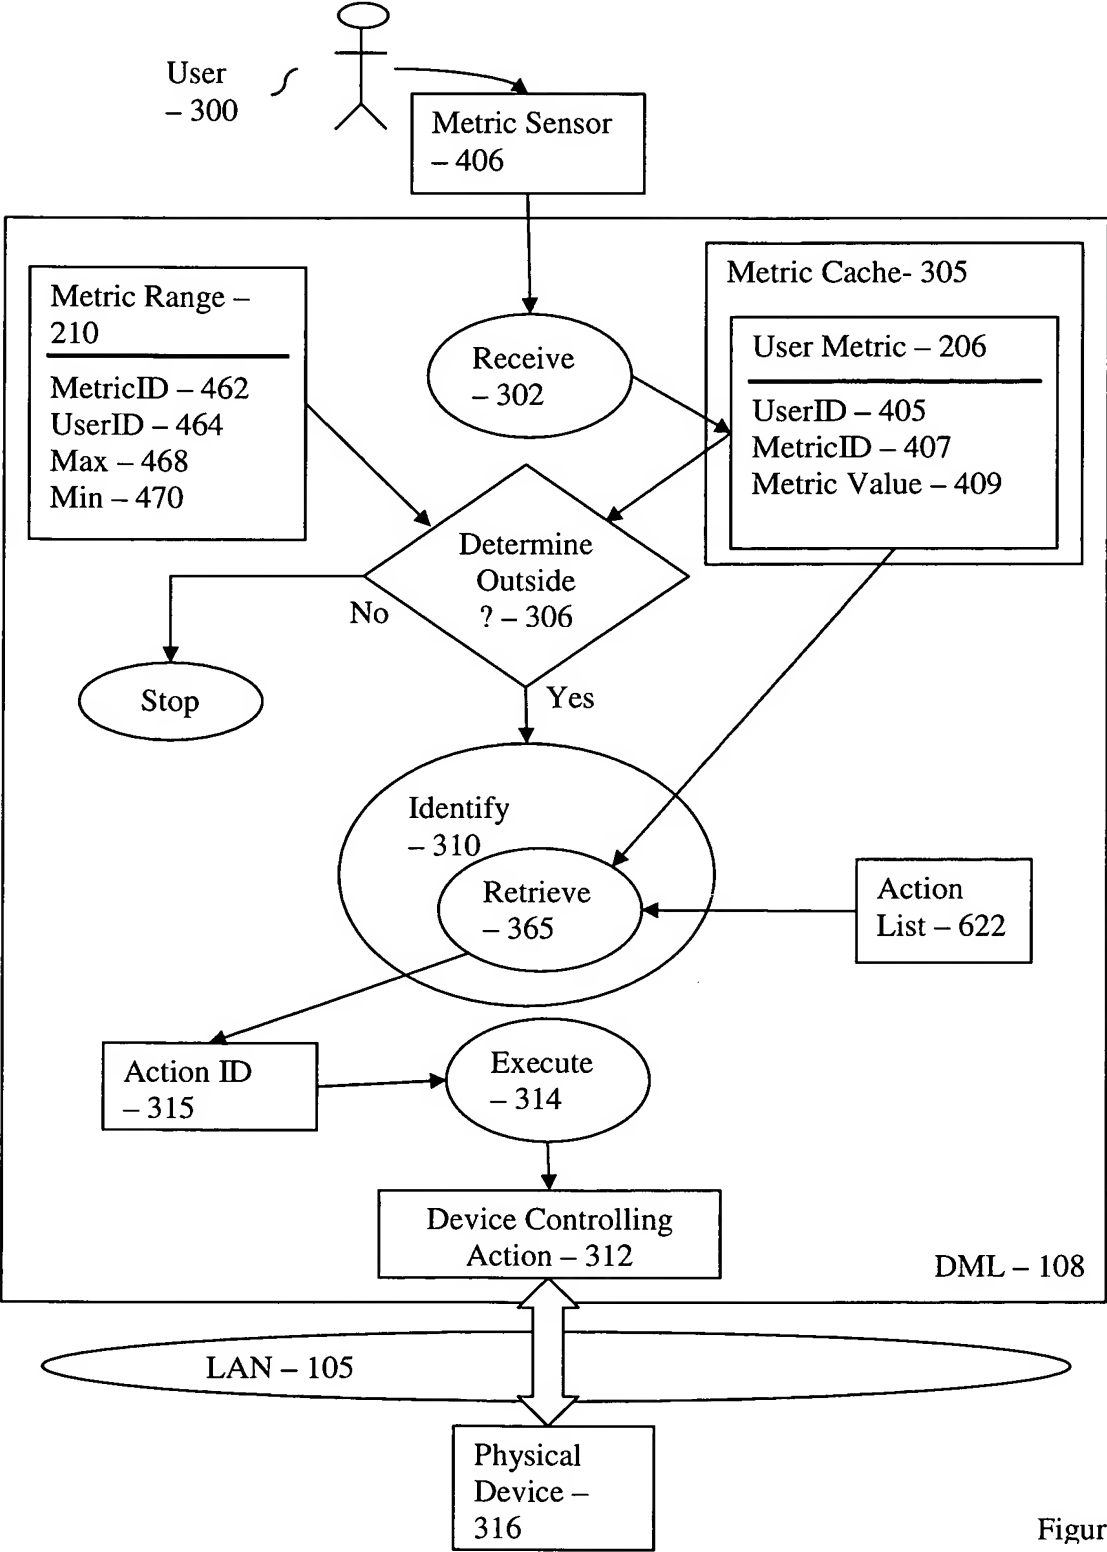 User
– 300
Metric Sensor
– 406
Metric Range –
210
MetricID – 462
UserID – 464
Max – 468
Min – 470
Receive
– 302
Metric Cache- 305
User Metric – 206
UserID – 405
MetricID – 407
Metric Value – 409
Determine
Outside
? – 306
No
Yes
Stop
Identify
– 310
Retrieve
– 365
Action
List – 622
Action ID
– 315
Execute
– 314
Device Controlling
Action – 312
DML – 108
LAN – 105
Physical
Device –
316
Figur